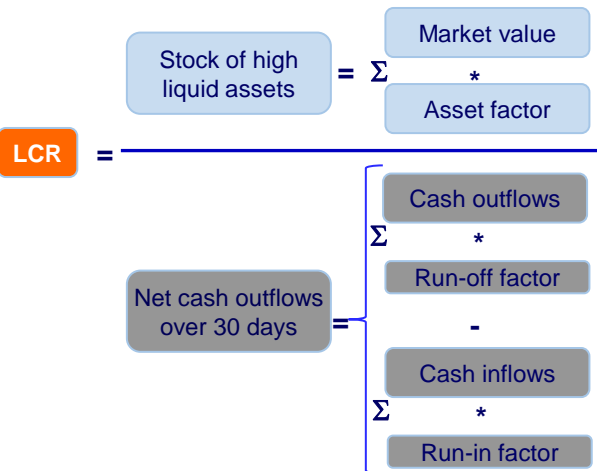 Market value
Stock of high
liquid assets
= Σ
*
Asset factor
LCR
=
Cash outflows
Σ
*
Run-off factor
Net cash outflows
over 30 days
=
-
Cash inflows
Σ
*
Run-in factor